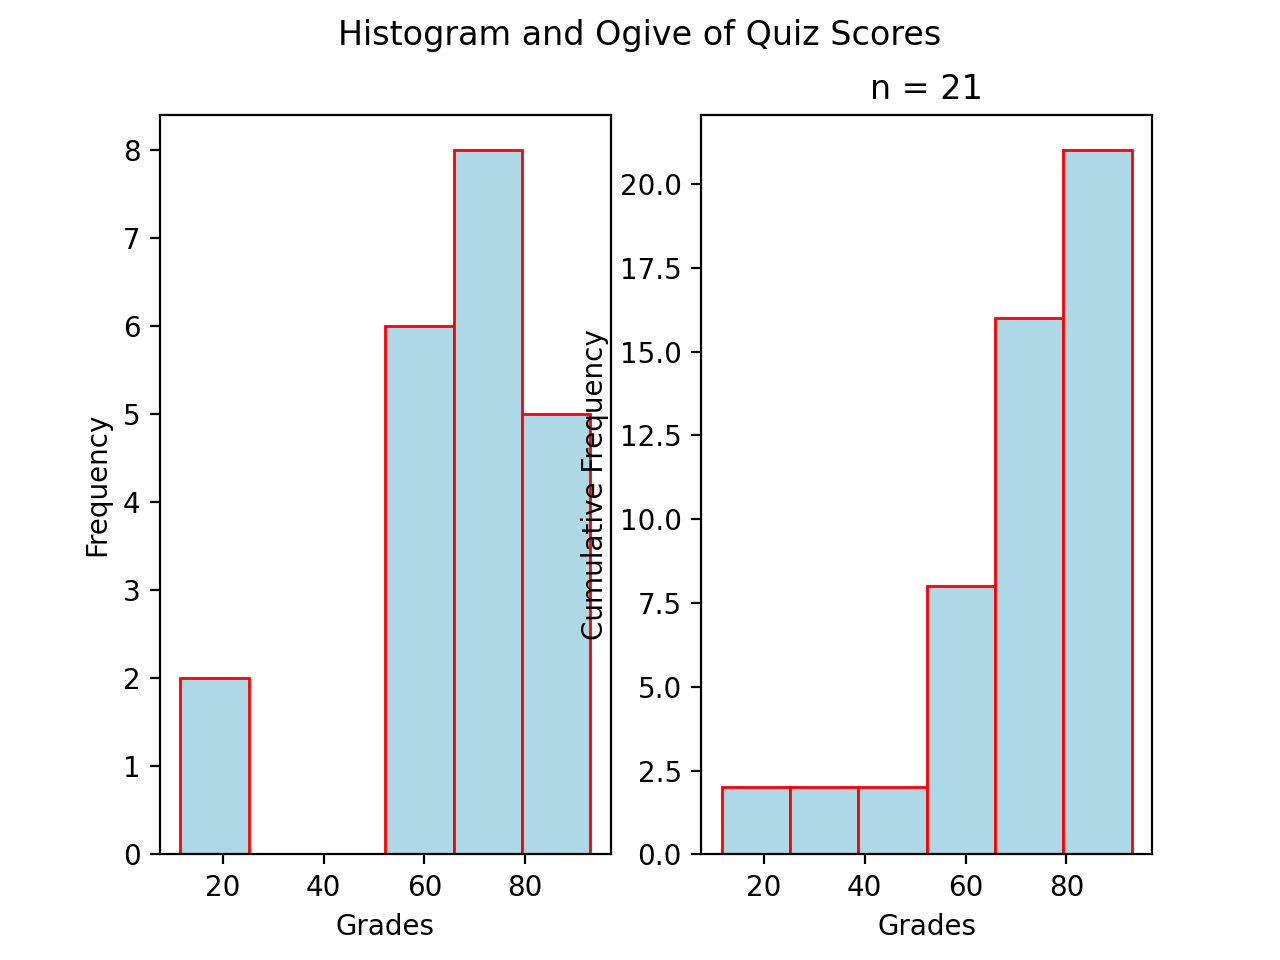 Histogram and Ogive of Quiz Scores
n = 21
Frequency
8
7
6
5
4
3
2
1
0
20 40 60 80
Grades
Cumulative Frequency
20.0
17.5
15.0
12.5
10.0
7.5
5.0
2.5
0.0
20 40 60 80
Grades